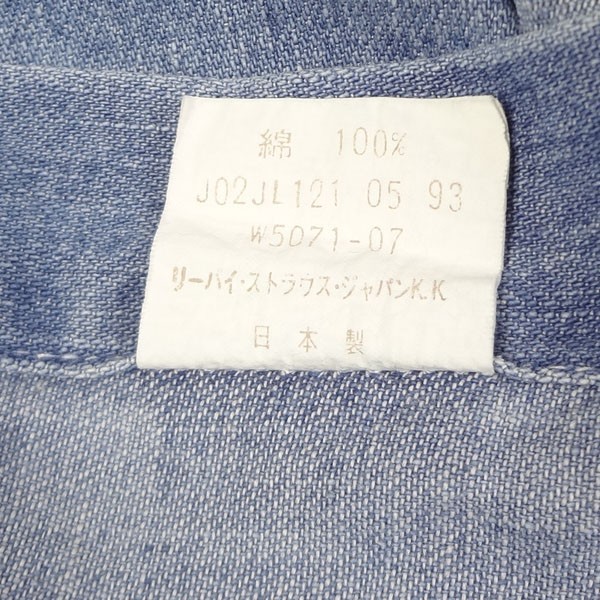 綿 100%
J02JL121 05 93
W5D71-07
リーバイ・ストラウス・ジャパンK.K
日本製